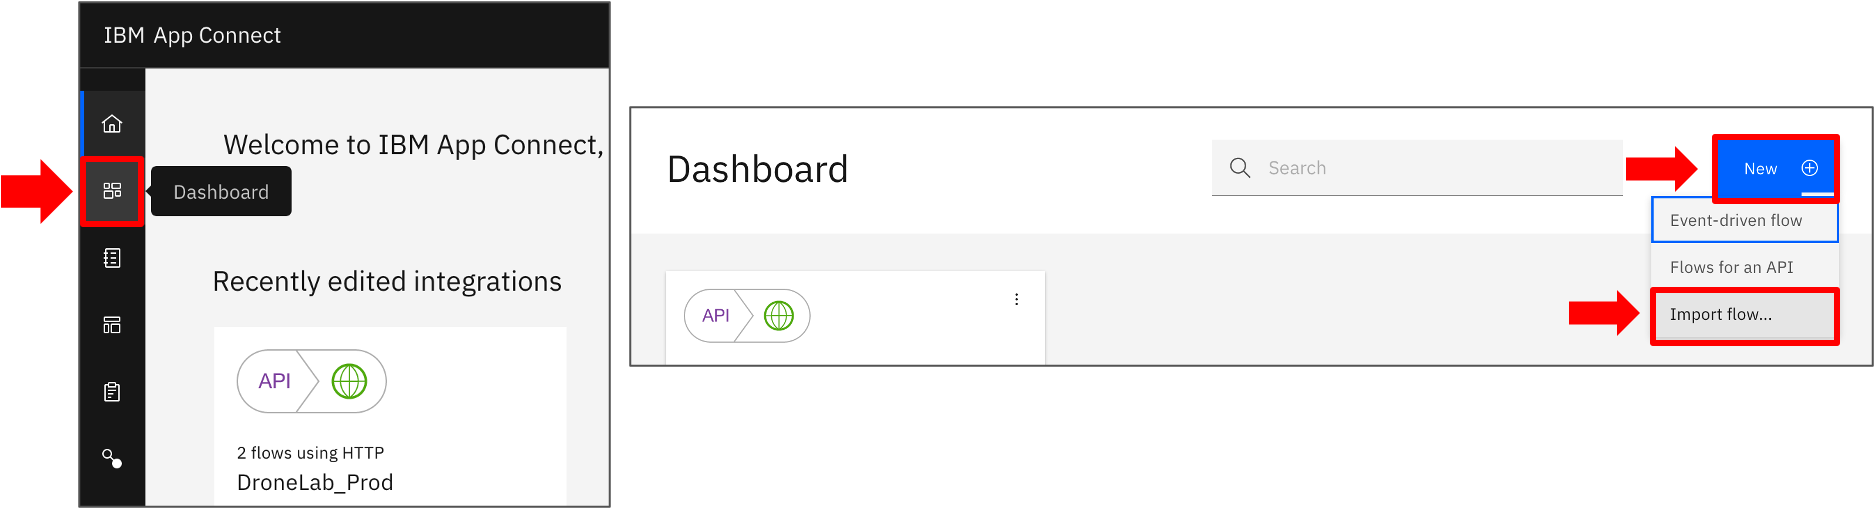 IBM App Connect
Welcome to IBM App Connect,
Dashboard
Recently edited integrations
API
2 flows using HTTP
DroneLab_Prod
Dashboard
Search
New
Event-driven flow
Flows for an API
Import flow...
API